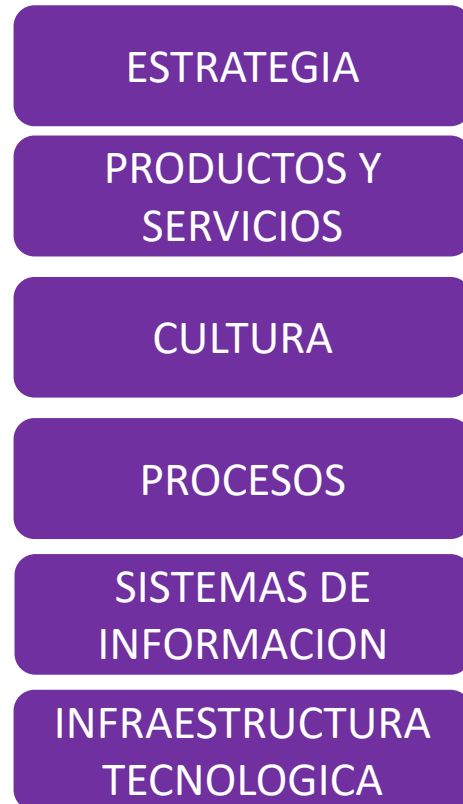 ESTRATEGIA
PRODUCTOS Y
SERVICIOS
CULTURA
PROCESOS
SISTEMAS DE
INFORMACION
INFRAESTRUCTURA
TECNOLOGICA